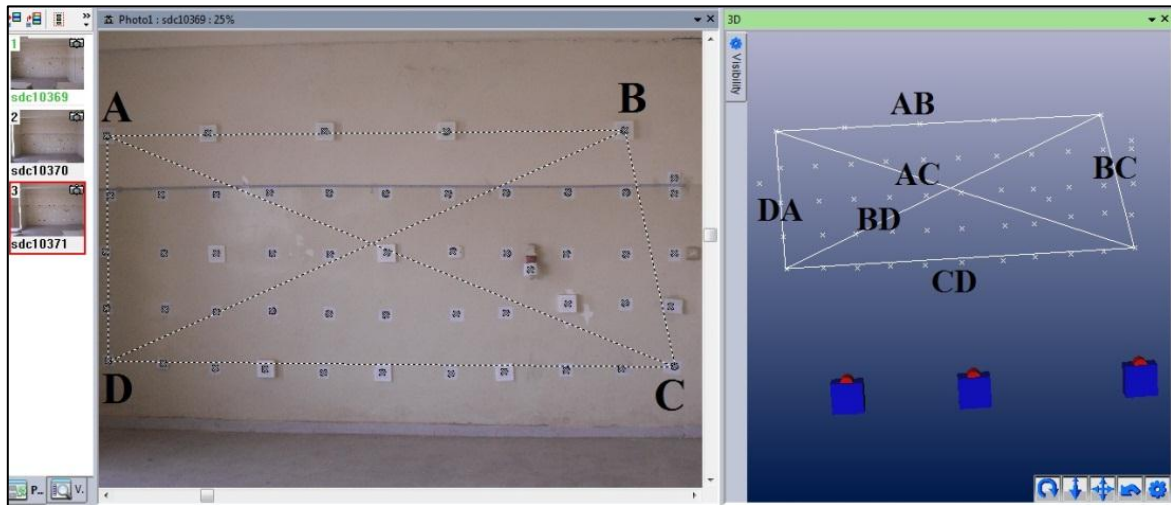 Photo1 : sdc10369 : 25%
3D
1
sdc10369
2
sdc10370
3
sdc10371
Visibility
A
B
C
D
AB
BC
AC
DA
BD
CD
P...
V.